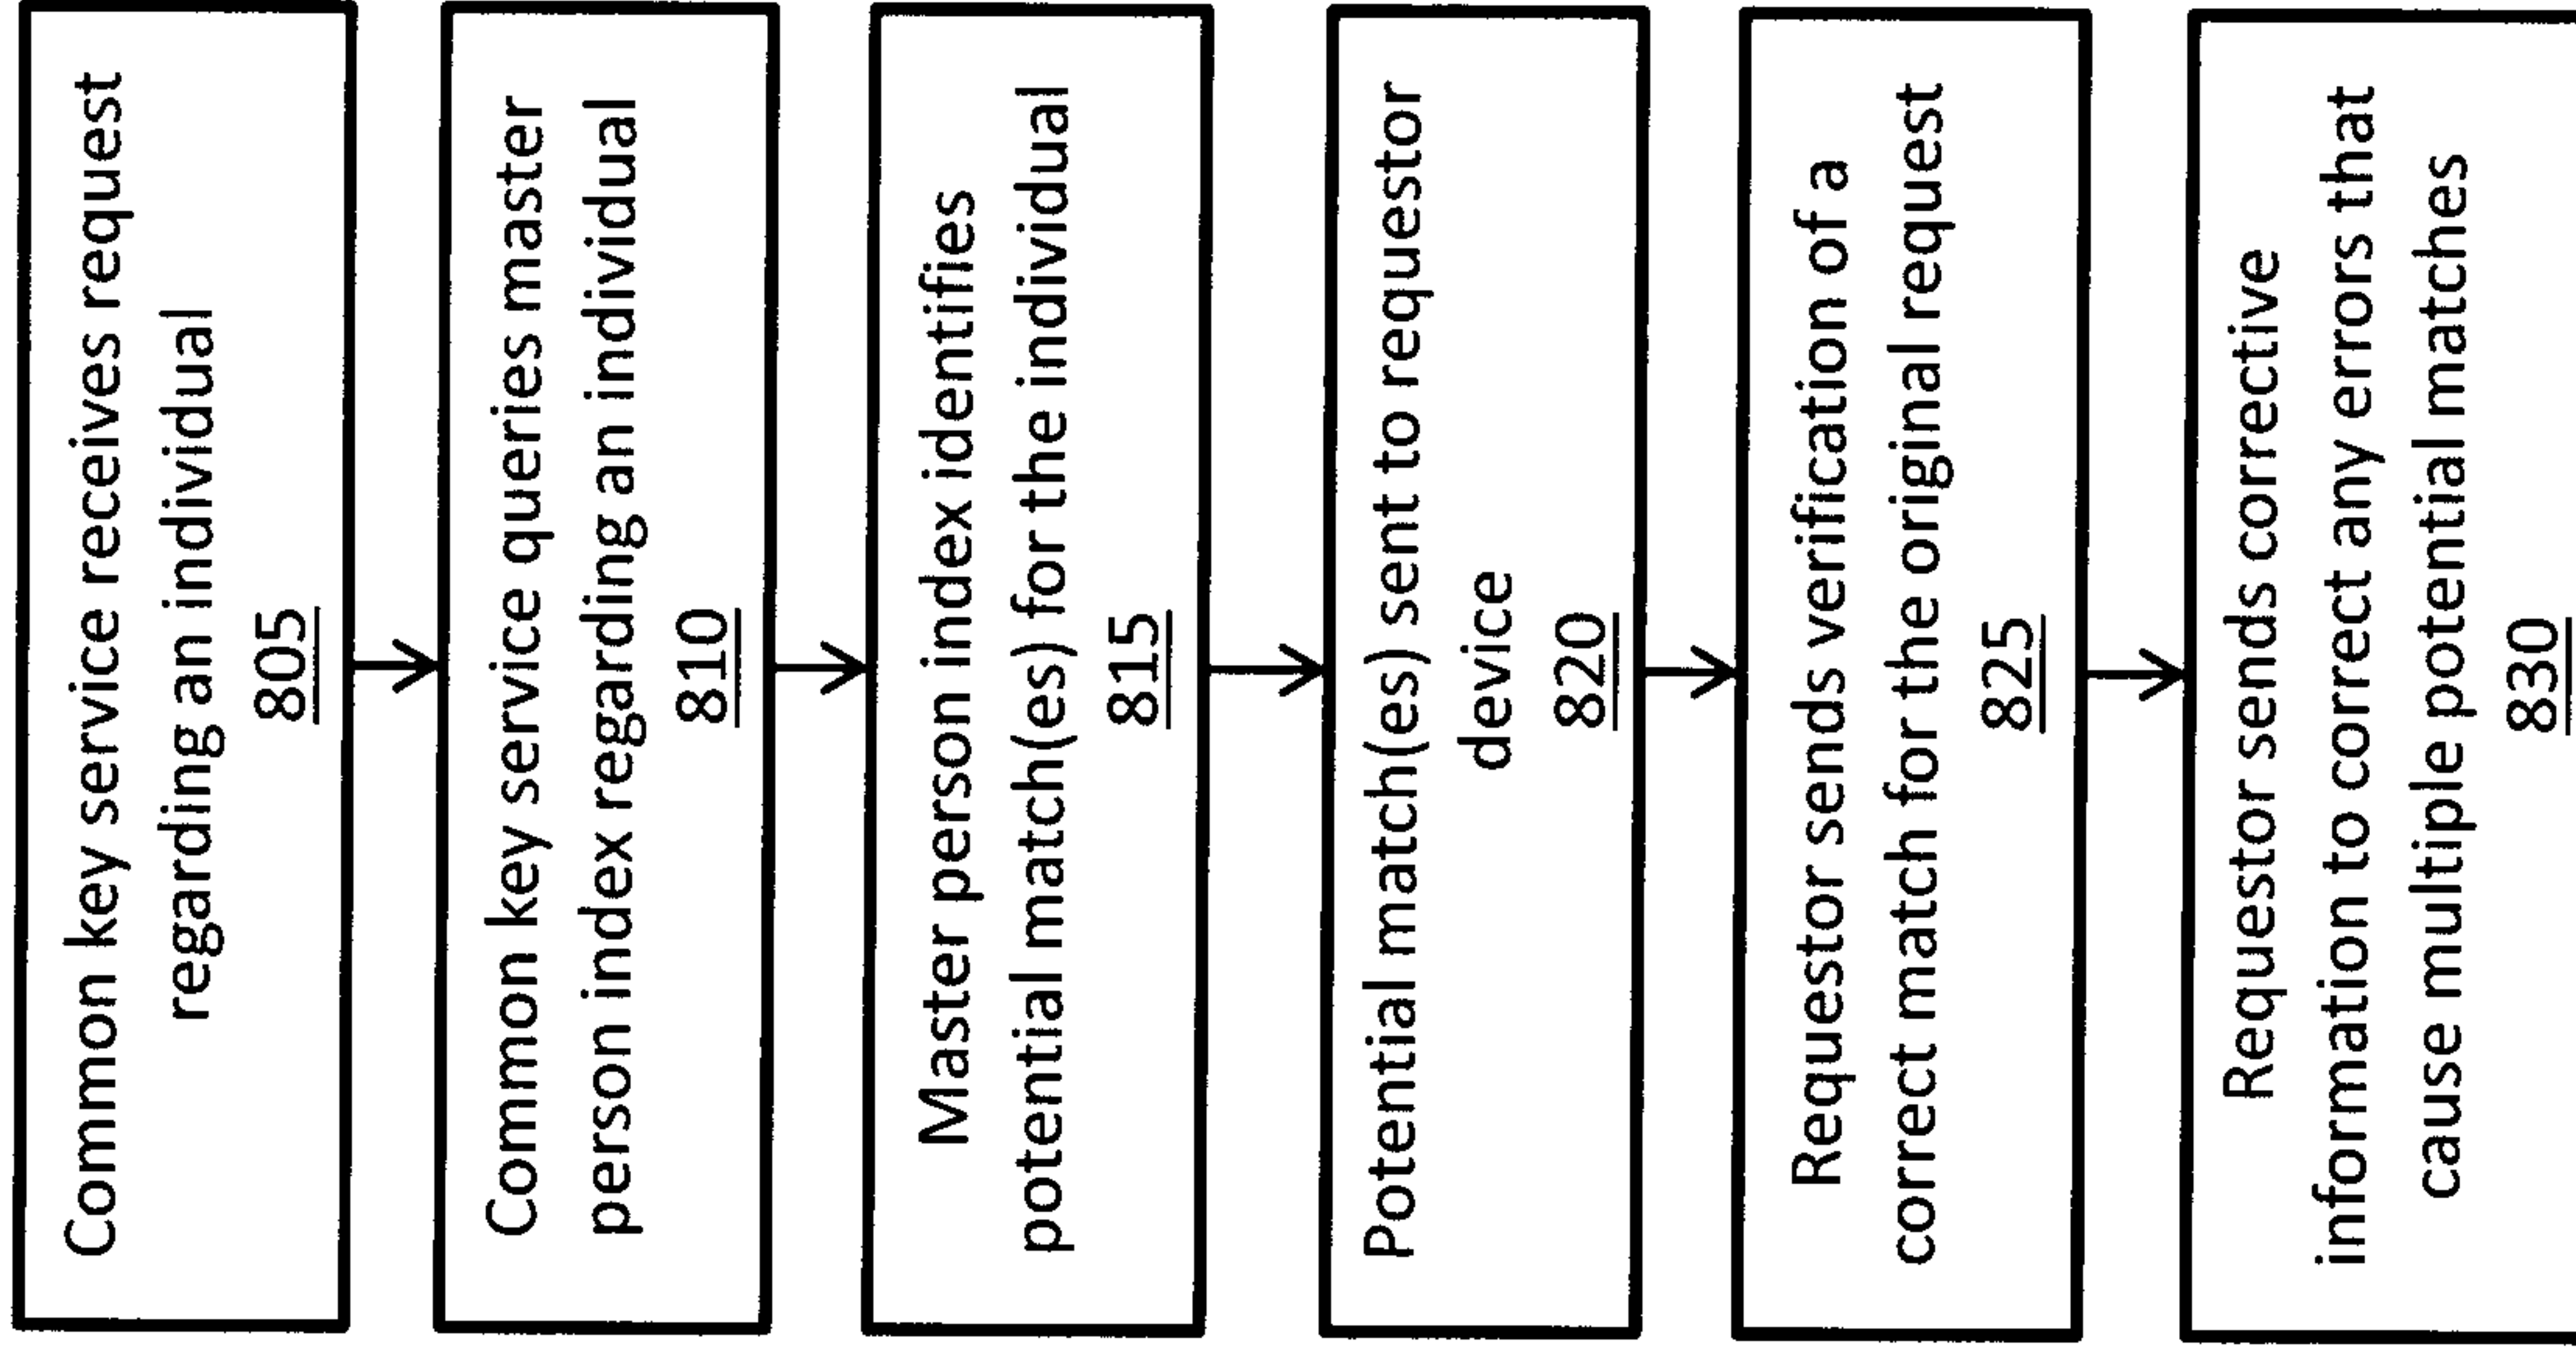 Common key service receives request
regarding an individual
805
Common key service queries master
person index regarding an individual
810
Master person index identifies
potential match(es) for the individual
815
Potential match(es) sent to requestor
device
820
Requestor sends verification of a
correct match for the original request
825
Requestor sends corrective
information to correct any errors that
cause multiple potential matches
830